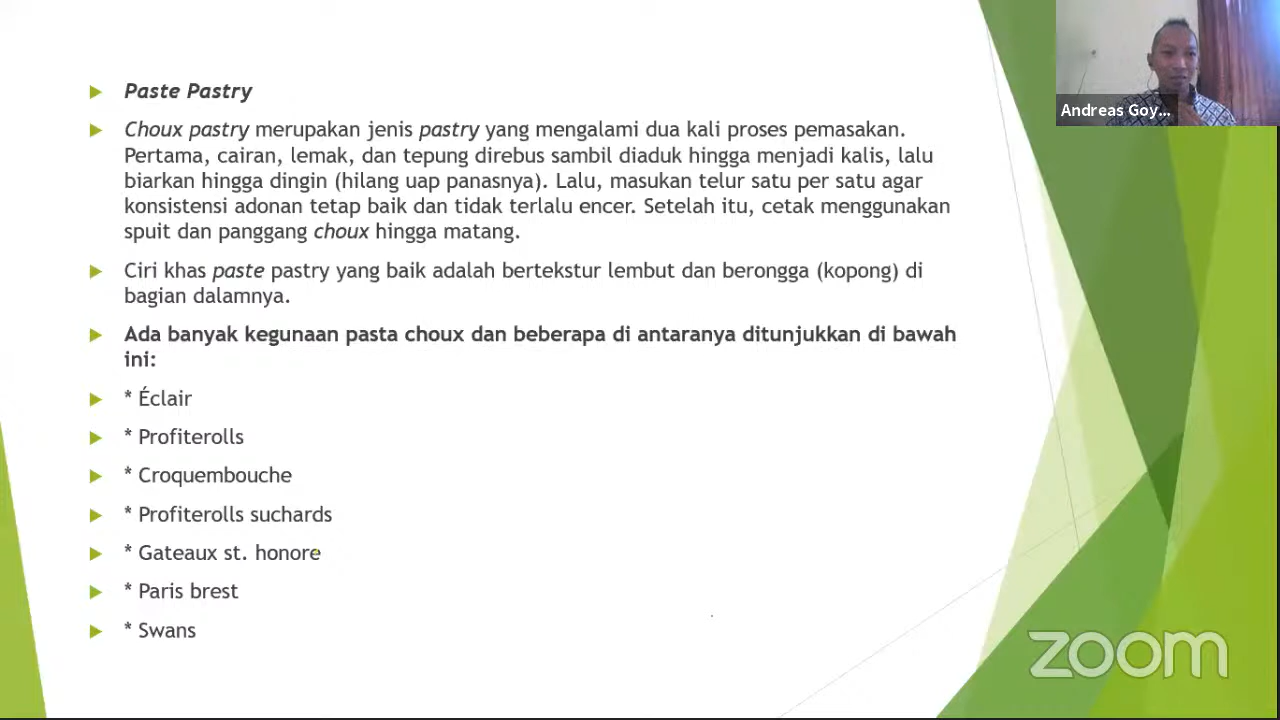 Paste Pastry
Choux pastry merupakan jenis pastry yang mengalami dua kali proses pemasakan.
Pertama, cairan, lemak, dan tepung direbus sambil diaduk hingga menjadi kalis, lalu
biarkan hingga dingin (hilang uap panasnya). Lalu, masukan telur satu per satu agar
konsistensi adonan tetap baik dan tidak terlalu encer. Setelah itu, cetak menggunakan
spuit dan panggang choux hingga matang.
Ciri khas paste pastry yang baik adalah bertekstur lembut dan berongga (kopong) di
bagian dalamnya.
Ada banyak kegunaan pasta choux dan beberapa di antaranya ditunjukkan di bawah
ini:
* Éclair
* Profiterolls
* Croquembouche
* Profiterolls suchards
* Gateaux st. honore
* Paris brest
* Swans
Andreas Goy...
zoom